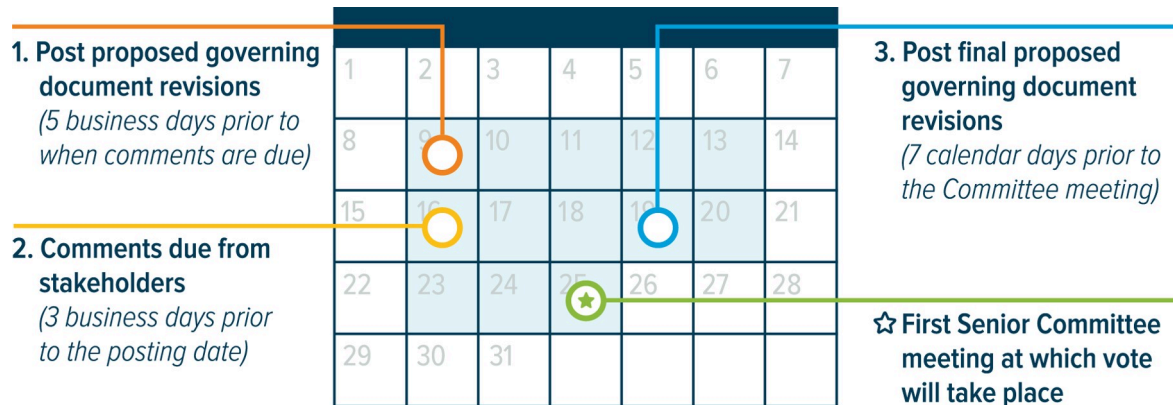 1. Post proposed governing
document revisions
(5 business days prior to
when comments are due)
2. Comments due from
stakeholders
(3 business days prior
to the posting date)
1 2 3 4 5 6 7
8 9 10 11 12 13 14
15 16 17 18 19 20 21
22 23 24 25 26 27 28
29 30 31
3. Post final proposed
governing document
revisions
(7 calendar days prior to
the Committee meeting)
First Senior Committee
meeting at which vote
will take place